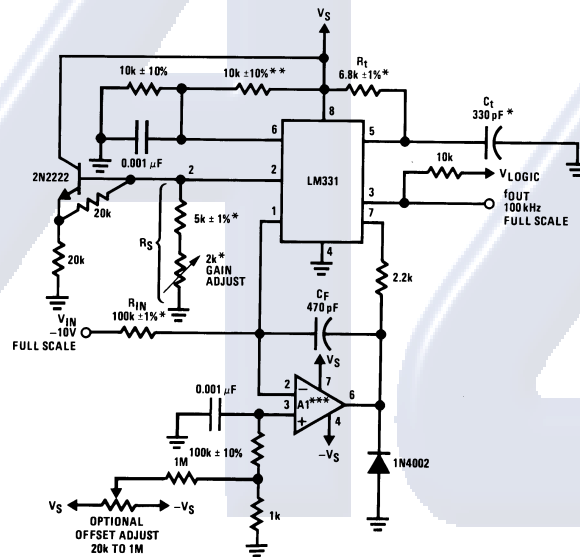 VS
10k ± 10%
10k ±10%**
Rt
6.8k ±1%*
8
Ct
330 pF*
6
5
0.001 µF
10k
VLOGIC
2N2222
2
2
LM331
3
fOUT
100 kHz
FULL SCALE
20k
5k ± 1%*
1
7
RS
4
20k
2k*
GAIN
ADJUST
2.2k
VIN
-10V
FULL SCALE
RIN
100k ±1%*
CF
470 pF
VS
0.001 µF
2
7
6
3
A1***
4
-VS
100k ± 10%
1N4002
1M
VS
-VS
1k
OPTIONAL
OFFSET ADJUST
20k TO 1M